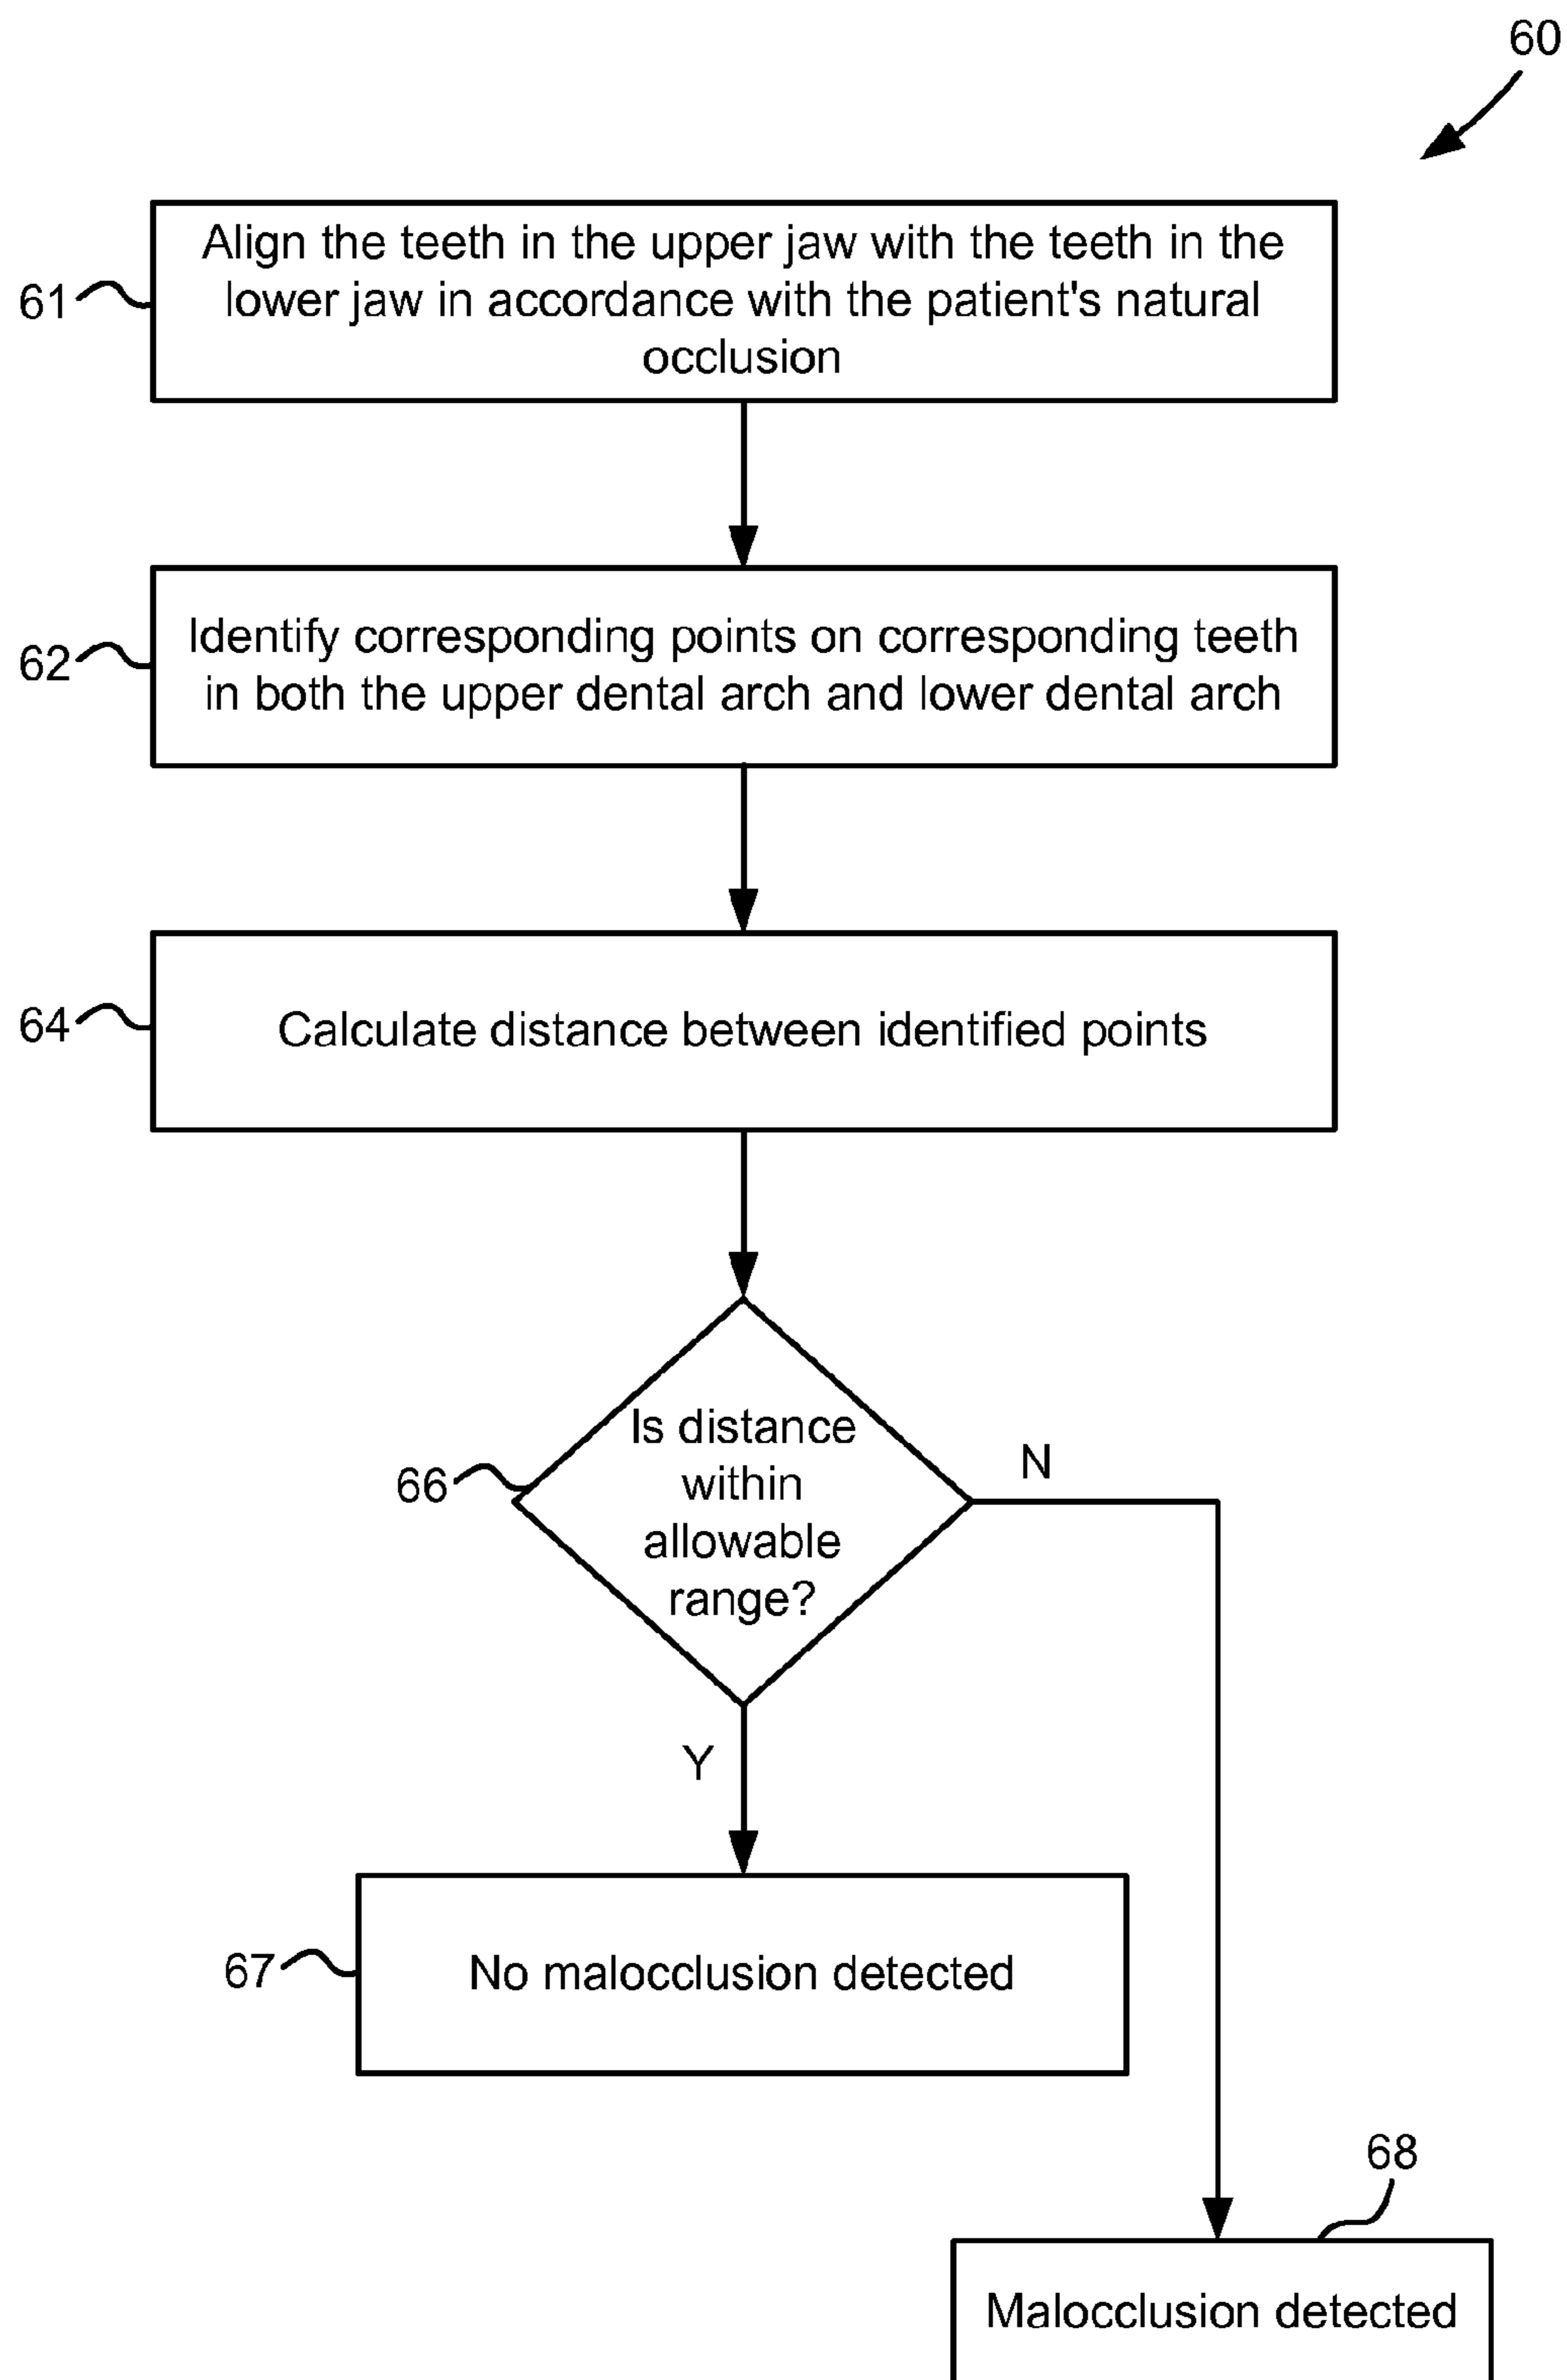 60
61
Align the teeth in the upper jaw with the teeth in the
lower jaw in accordance with the patient's natural
occlusion
62
Identify corresponding points on corresponding teeth
in both the upper dental arch and lower dental arch
64
Calculate distance between identified points
66
Is distance
within
allowable
range?
N
Y
67
No malocclusion detected
68
Malocclusion detected